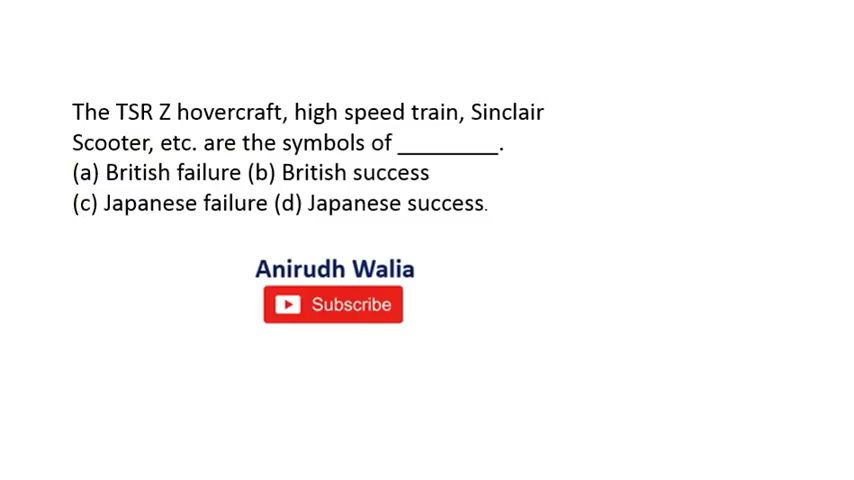 The TSR Z hovercraft, high speed train, Sinclair
Scooter, etc. are the symbols of ________.
(a) British failure (b) British success
(c) Japanese failure (d) Japanese success.
Anirudh Walia
Subscribe